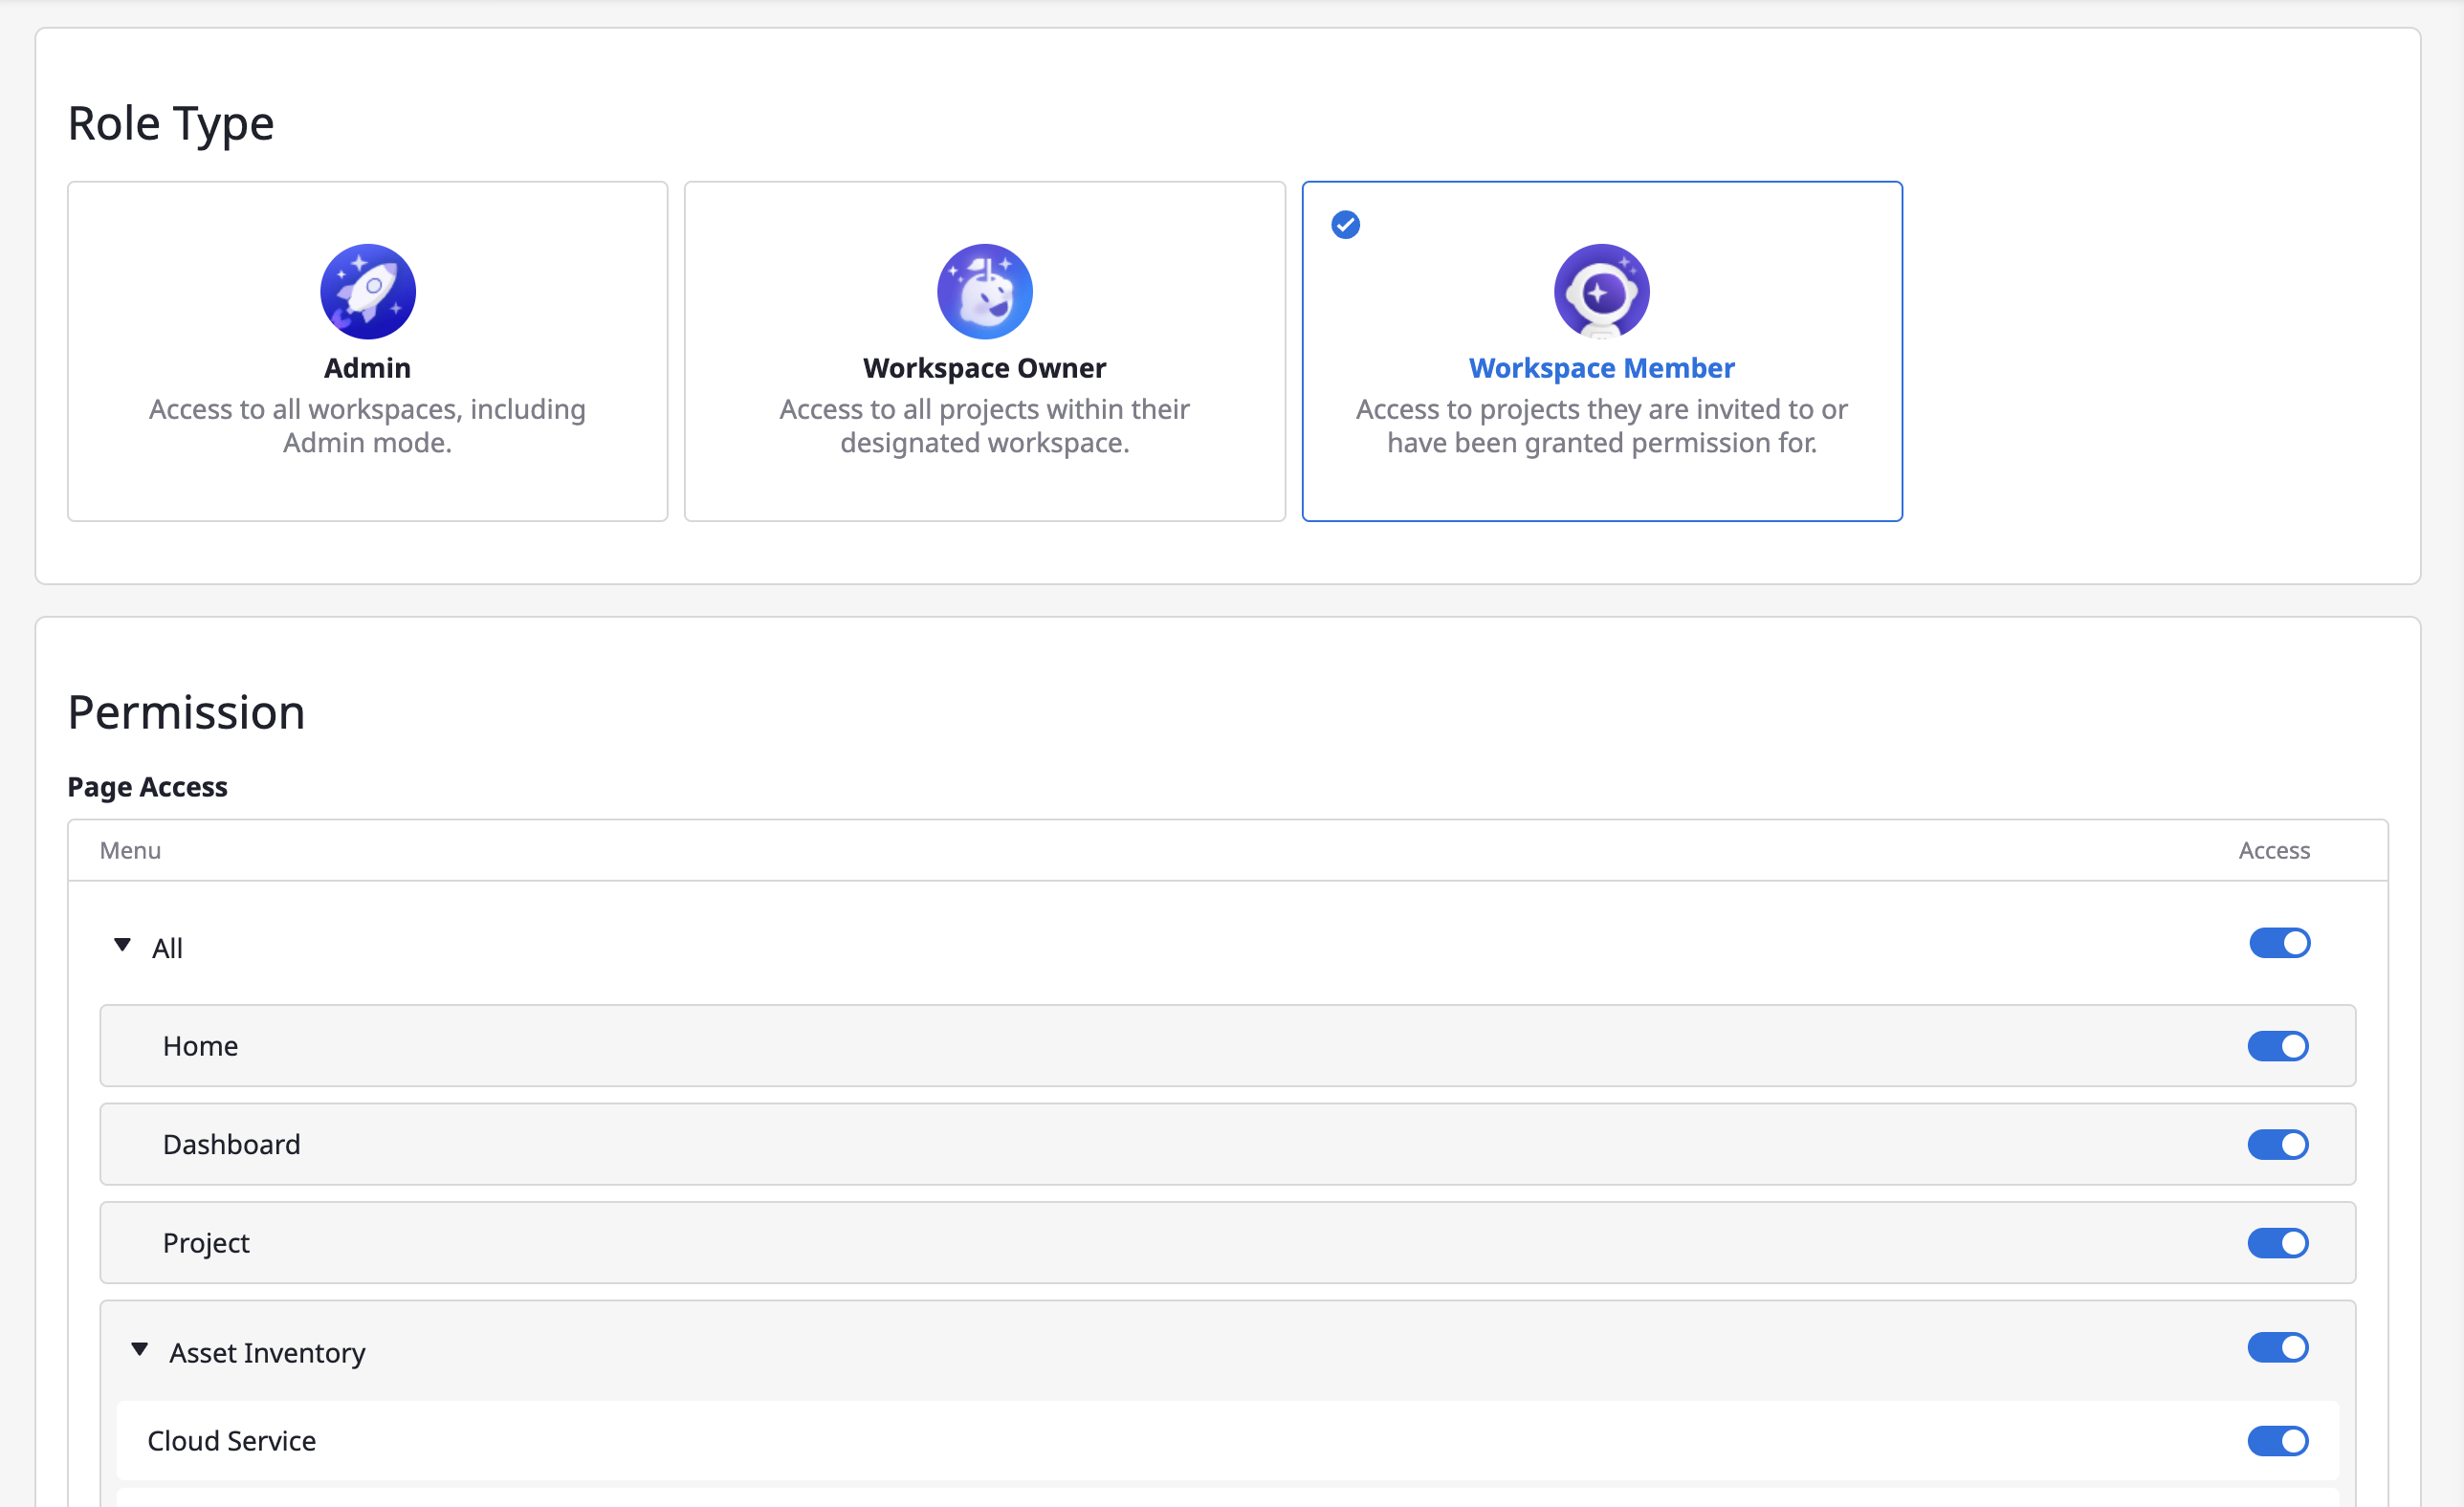 Role Type
Admin
Access to all workspaces, including
Admin mode.
Workspace Owner
Access to all projects within their
designated workspace.
Workspace Member
Access to projects they are invited to or
have been granted permission for.
Permission
Page Access
Menu Access
All
Home
Dashboard
Project
Asset Inventory
Cloud Service